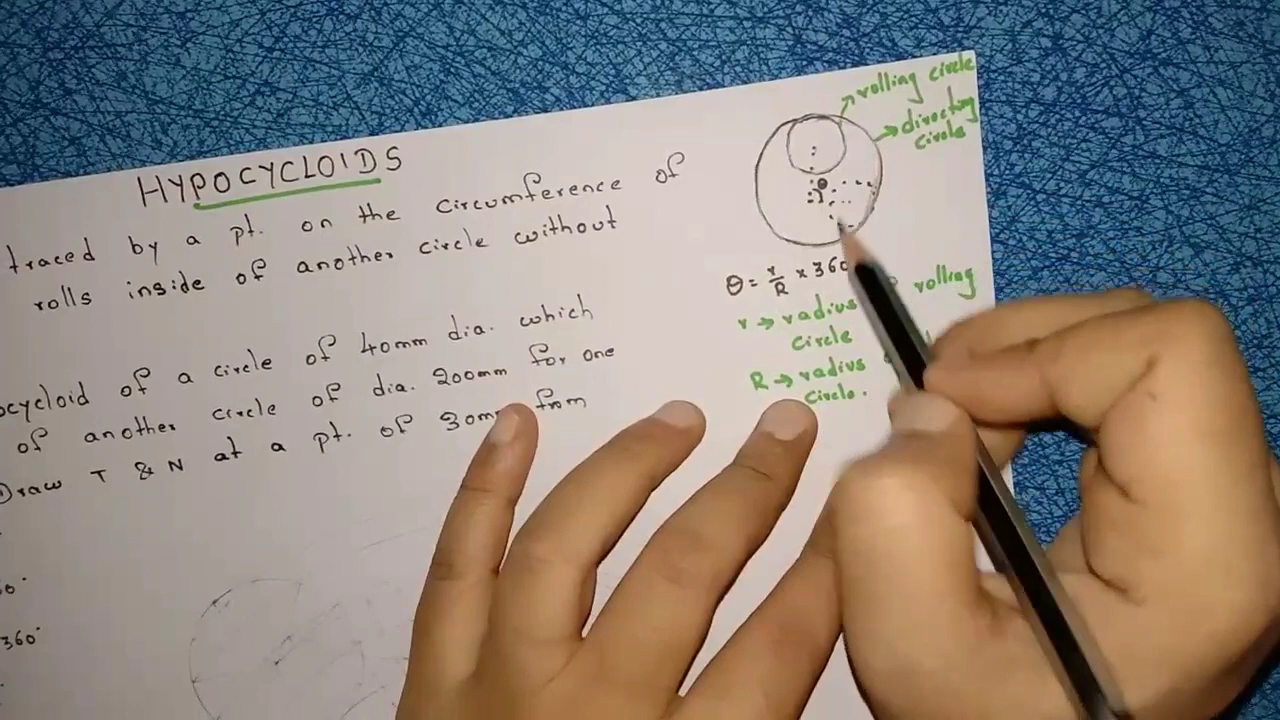 HYPOCYCLOIDS
traced by a pt. on the circumference of
rolls inside of another circle without
ocycloid of a circle of 40mm dia. which
of another circle of dia. 200mm for one
Draw T & N at a pt. of 30mm from
360°
rolling circle
directing
circle
θ = r/R × 360
r → radius rolling
circle
R → radius
circle.